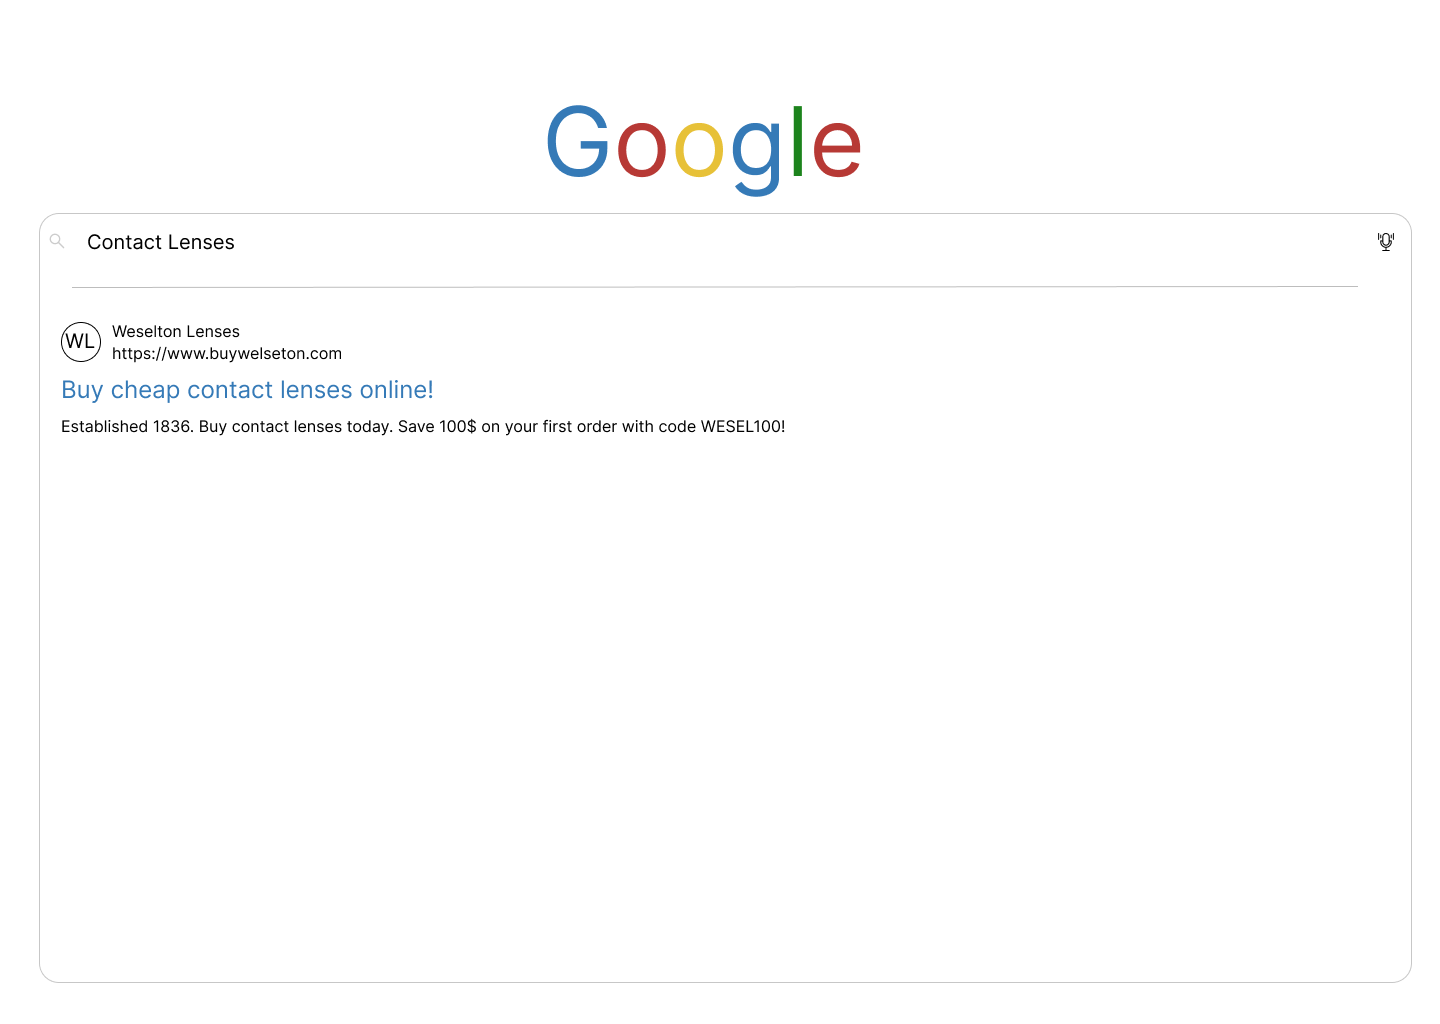 Google
Contact Lenses
WL
Weselton Lenses
https://www.buywelseton.com
Buy cheap contact lenses online!
Established 1836. Buy contact lenses today. Save 100$ on your first order with code WESEL100!